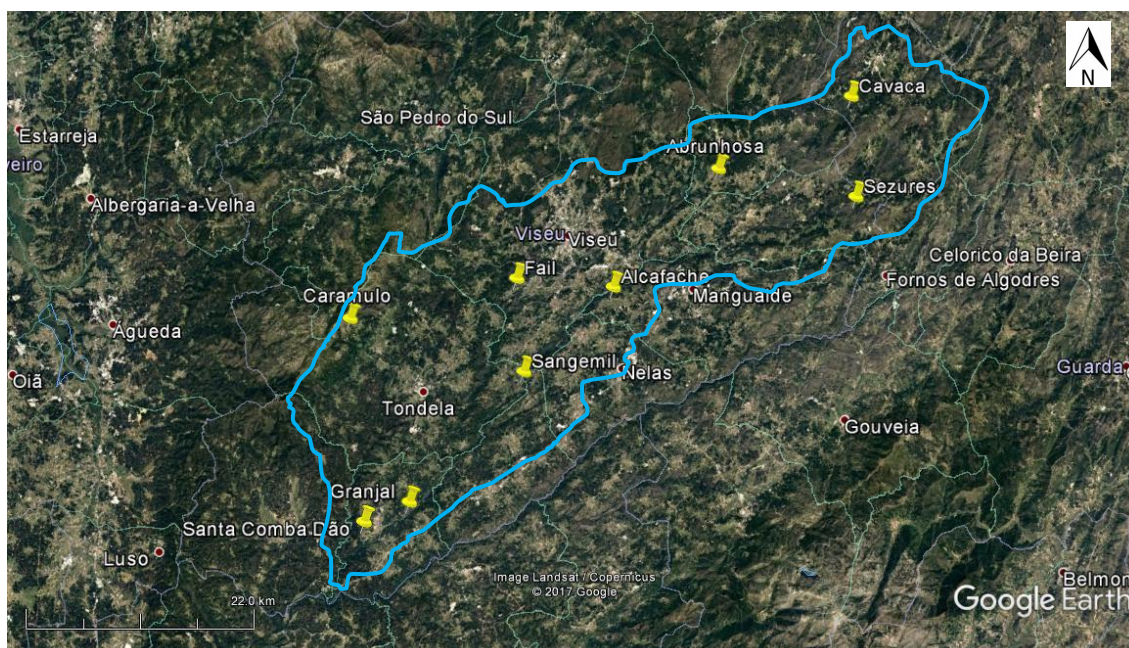 N
Cavaca
São Pedro do Sul
Estarreja
Abrunhosa
veiro
Sezures
Albergaria-a-Velha
Viseu
Viseu
Celorico da Beira
Fail
Alcafache
Fornos de Algodres
Mangualde
Caramulo
Agueda
Sangemil
Nelas
Guarda
Oiã
Tondela
Gouveia
Granjal
Santa Comba Dão
Luso
Image Landsat / Copernicus
© 2017 Google
Belmon
22.0 km
Google Earth